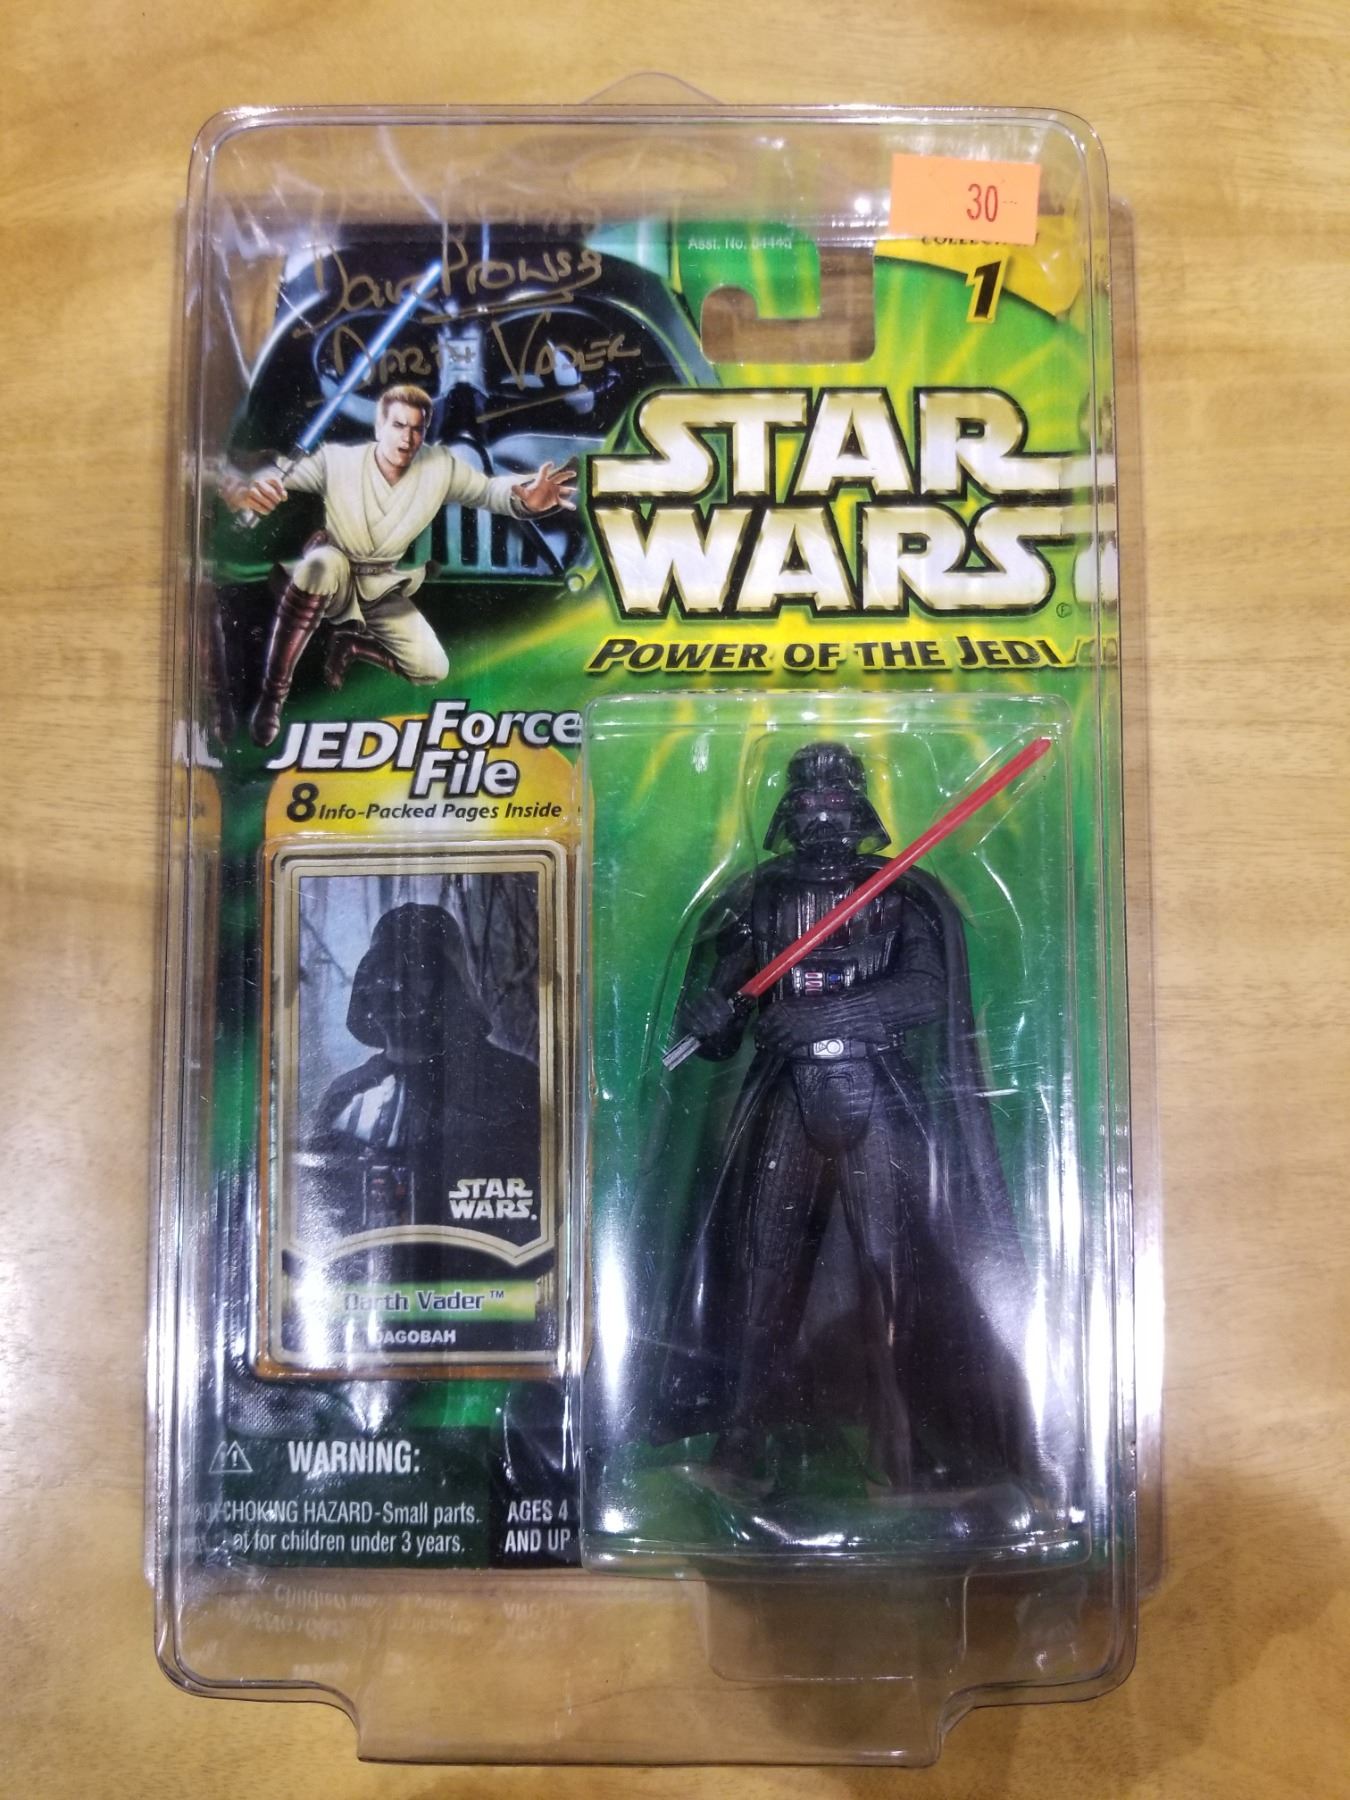 30
Asst. No. 84440
1
Dave Prowse
DARTH VADER
STAR
WARS
POWER OF THE JEDI
JEDI Force
File
8 Info-Packed Pages Inside
STAR
WARS.
Darth Vader™
DAGOBAH
WARNING:
CHOKING HAZARD-Small parts.
for children under 3 years.
AGES 4
AND UP